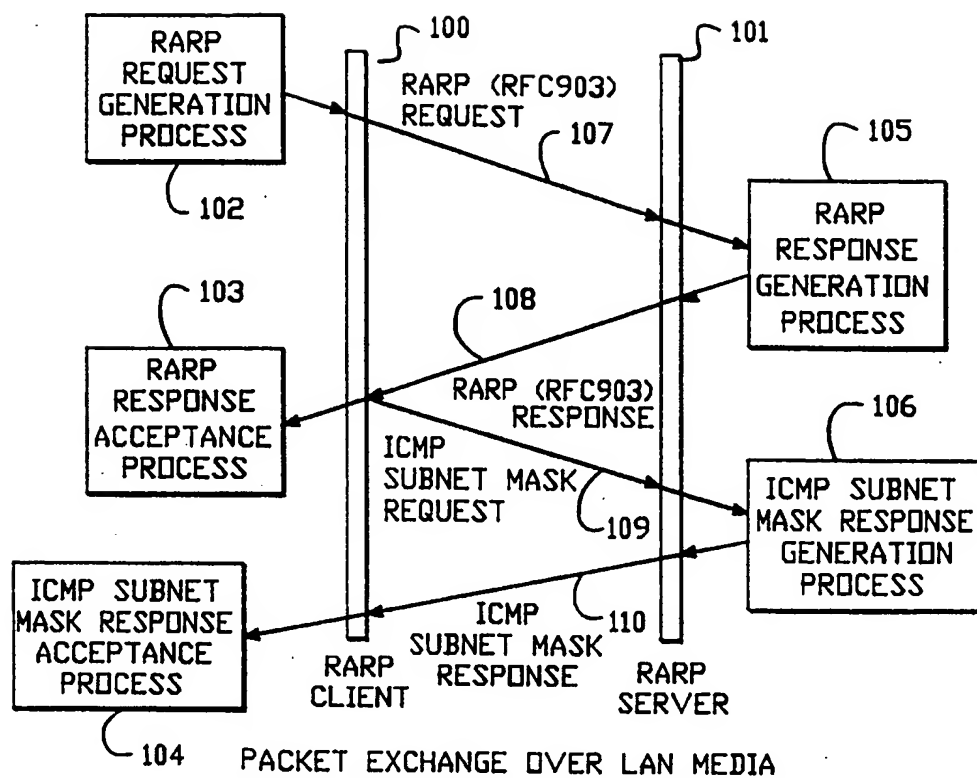 100
101
RARP
REQUEST
GENERATION
PROCESS
102
RARP (RFC903)
REQUEST
107
105
RARP
RESPONSE
GENERATION
PROCESS
103
108
RARP
RESPONSE
ACCEPTANCE
PROCESS
RARP (RFC903)
RESPONSE
106
ICMP
SUBNET MASK
REQUEST
109
ICMP SUBNET
MASK RESPONSE
GENERATION
PROCESS
ICMP SUBNET
MASK RESPONSE
ACCEPTANCE
PROCESS
104
ICMP
SUBNET MASK
RESPONSE
110
RARP
CLIENT
RARP
SERVER
PACKET EXCHANGE OVER LAN MEDIA